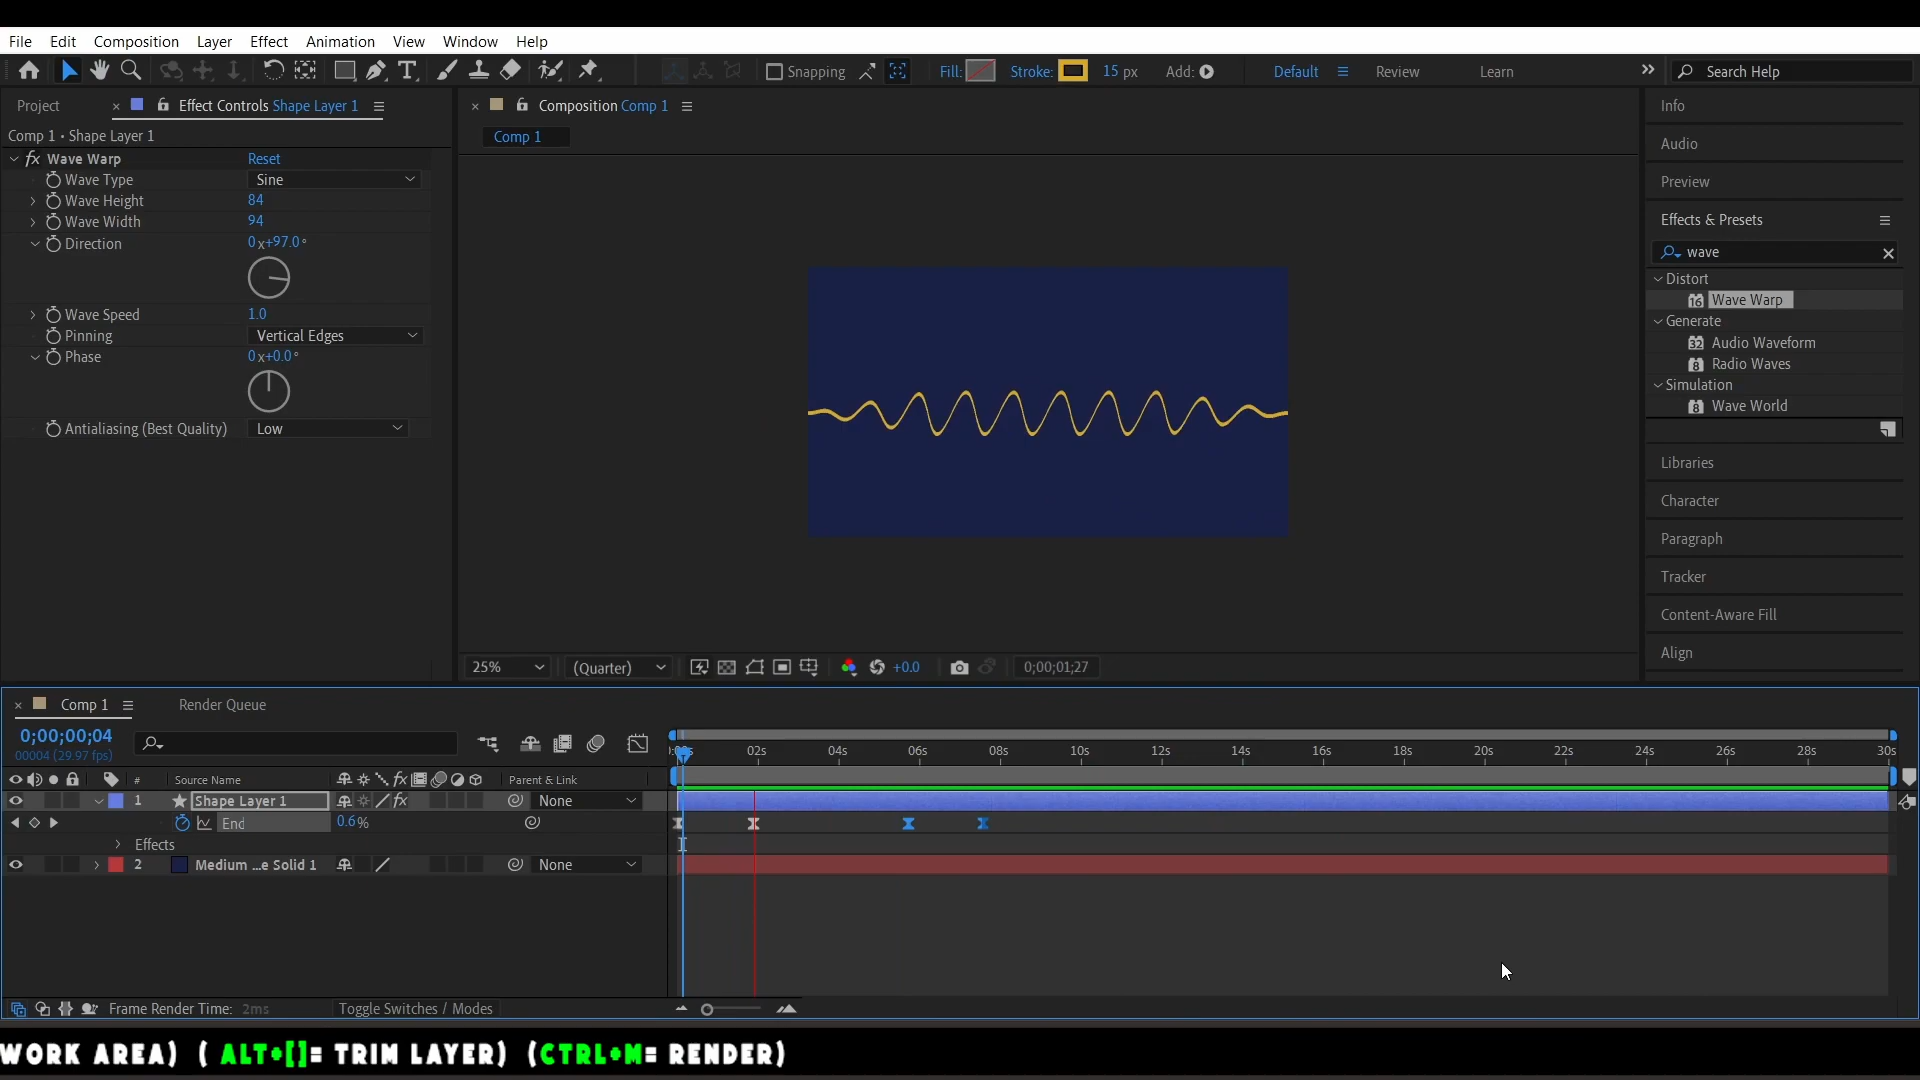 File Edit Composition Layer Effect Animation View Window Help
Snapping Fill: Stroke: 15 px Add: Default Review Learn Search Help
Project Effect Controls Shape Layer 1 Composition Comp 1 Info
Comp 1 • Shape Layer 1 Comp 1
fx Wave Warp Reset Audio
Wave Type Sine Preview
Wave Height 84
Wave Width 94 Effects & Presets
Direction 0 x+97.0 ° wave
Distort
Wave Warp
Wave Speed 1.0 Generate
Pinning Vertical Edges Audio Waveform
Phase 0 x+0.0 ° Radio Waves
Simulation
Wave World
Antialiasing (Best Quality) Low
Libraries
Character
Paragraph
Tracker
Content-Aware Fill
Align
25% (Quarter) +0.0 0;00;01;27
Comp 1 Render Queue
0;00;00;04
00004 (29.97 fps) 02s 04s 06s 08s 10s 12s 14s 16s 18s 20s 22s 24s 26s 28s 30s
# Source Name fx Parent & Link
1 Shape Layer 1 fx None
End 0.6%
Effects
2 Medium ...e Solid 1 None
Frame Render Time: 2ms Toggle Switches / Modes
WORK AREA) ( ALT+[]= TRIM LAYER) (CTRL+M= RENDER)